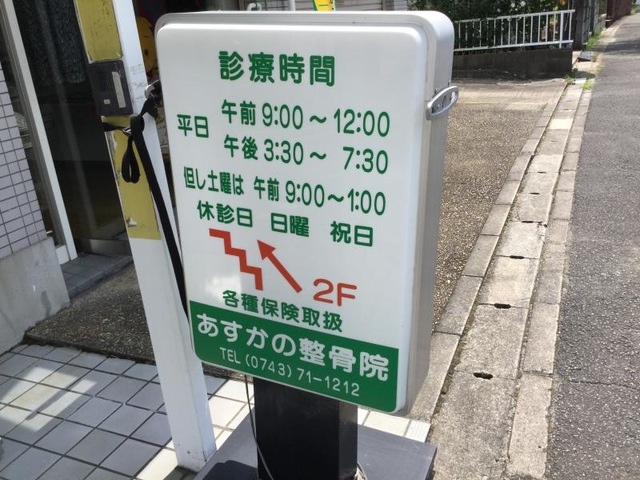 診療時間
平日 午前 9:00～12:00
午後 3:30～ 7:30
但し土曜は 午前 9:00～1:00
休診日 日曜 祝日
2F
各種保険取扱
あすかの整骨院
TEL (0743) 71-1212